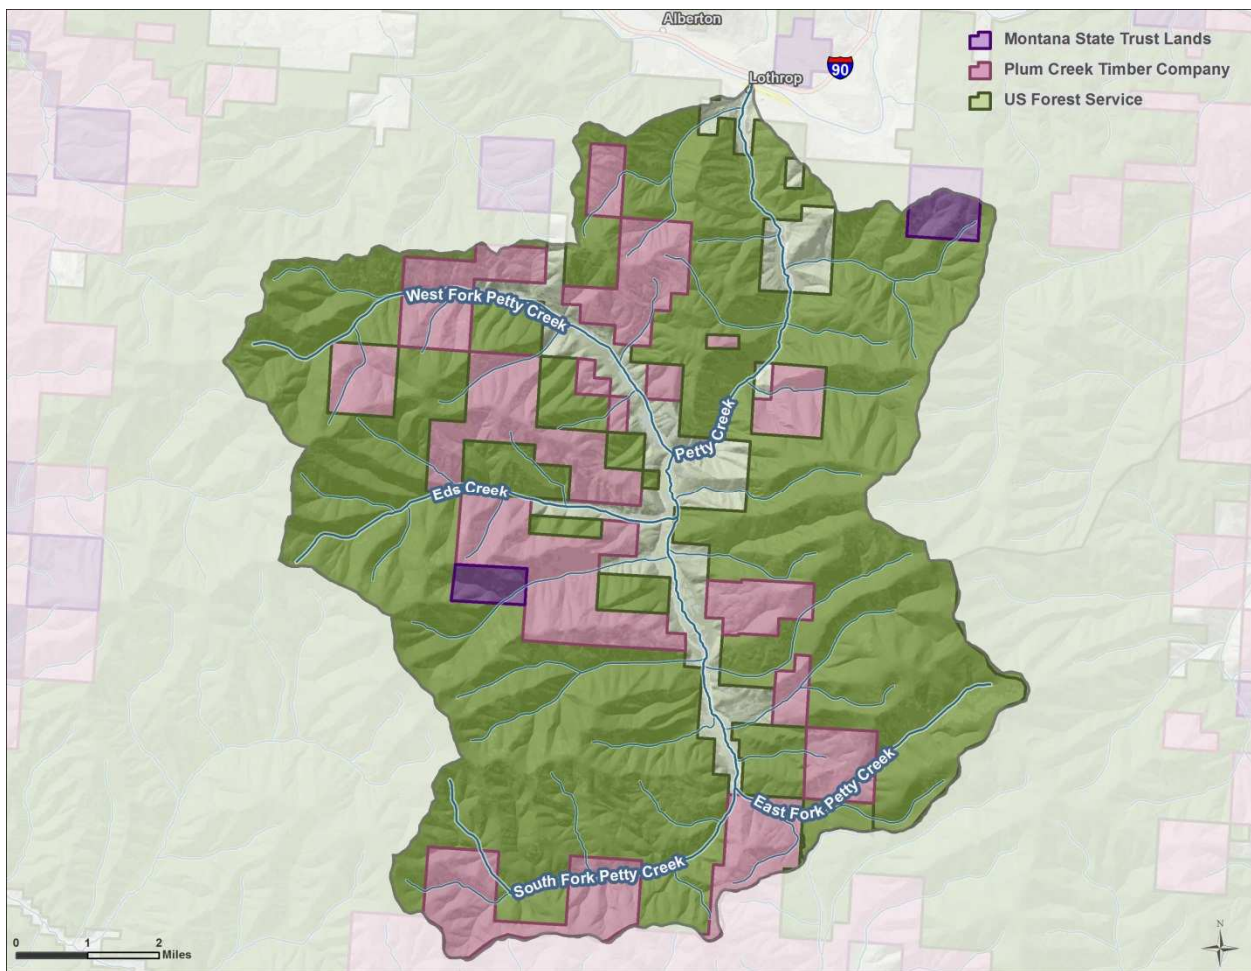 Alberton
Montana State Trust Lands
Lothrop
90
Plum Creek Timber Company
US Forest Service
West Fork Petty Creek
Petty Creek
Eds Creek
East Fork Petty Creek
South Fork Petty Creek
0 1 2
Miles
N